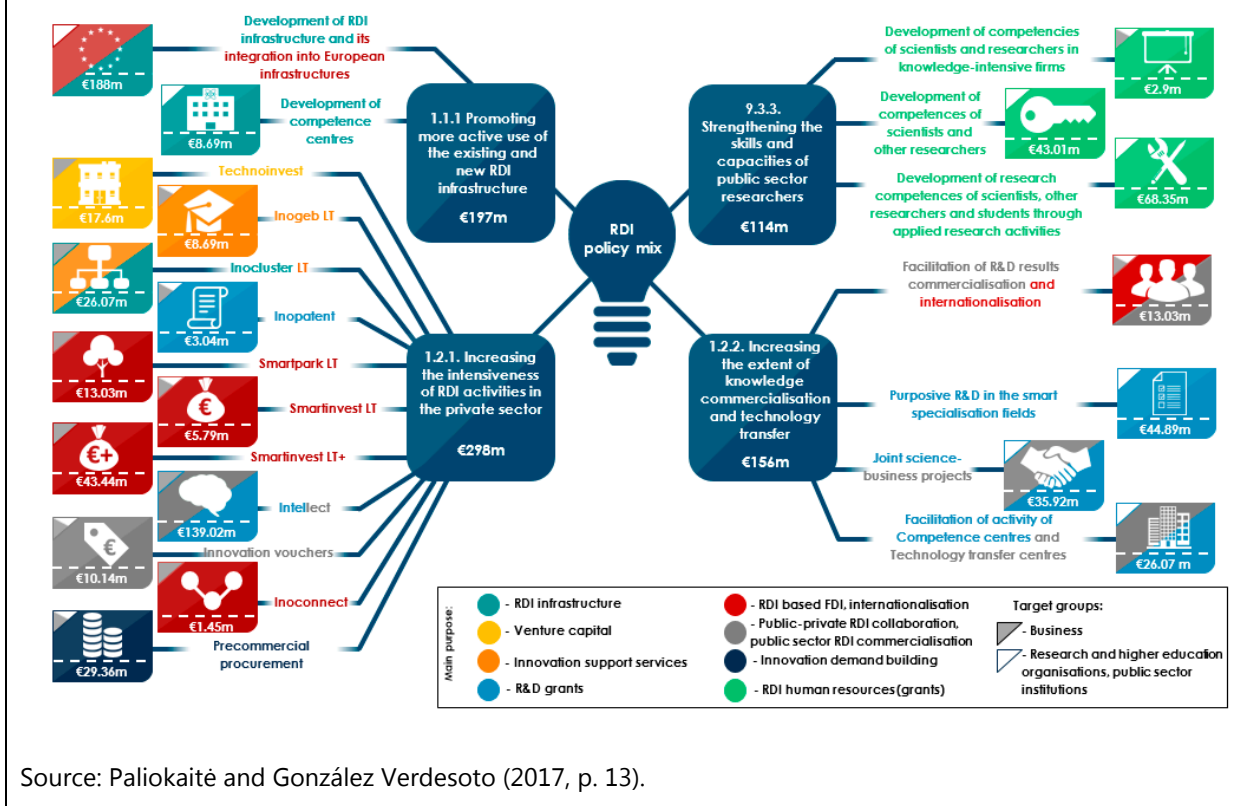 Development of RDI
infrastructure and its
integration into European
infrastructures
€188m
Development of
competence
centres
€8.69m
1.1.1 Promoting
more active use of
the existing and
new RDI
infrastructure
€197m
Technoinvest
€17.6m
Inogeb LT
€8.69m
Inocluster LT
€26.07m
Inopatent
€3.04m
Smartpark LT
€13.03m
Smartinvest LT
€5.79m
Smartinvest LT+
€43.44m
Intellect
€139.02m
Innovation vouchers
€10.14m
Inoconnect
€1.45m
Precommercial
procurement
€29.36m
1.2.1. Increasing
the intensiveness
of RDI activities in
the private sector
€298m
RDI
policy mix
9.3.3.
Strengthening the
skills and
capacities of
public sector
researchers
€114m
Development of competencies
of scientists and researchers in
knowledge-intensive firms
€2.9m
Development of
competences of
scientists and
other researchers
€43.01m
Development of research
competences of scientists, other
researchers and students through
applied research activities
€68.35m
1.2.2. Increasing
the extent of
knowledge
commercialisation
and technology
transfer
€156m
Facilitation of R&D results
commercialisation and
internationalisation
€13.03m
Purposive R&D in the smart
specialisation fields
€44.89m
Joint science-
business projects
€35.92m
Facilitation of activity of
Competence centres and
Technology transfer centres
€26.07 m
Main purpose:
- RDI infrastructure
- Venture capital
- Innovation support services
- R&D grants
- RDI based FDI, internationalisation
- Public-private RDI collaboration,
public sector RDI commercialisation
- Innovation demand building
- RDI human resources (grants)
Target groups:
- Business
- Research and higher education
organisations, public sector
institutions
Source: Paliokaitė and González Verdesoto (2017, p. 13).